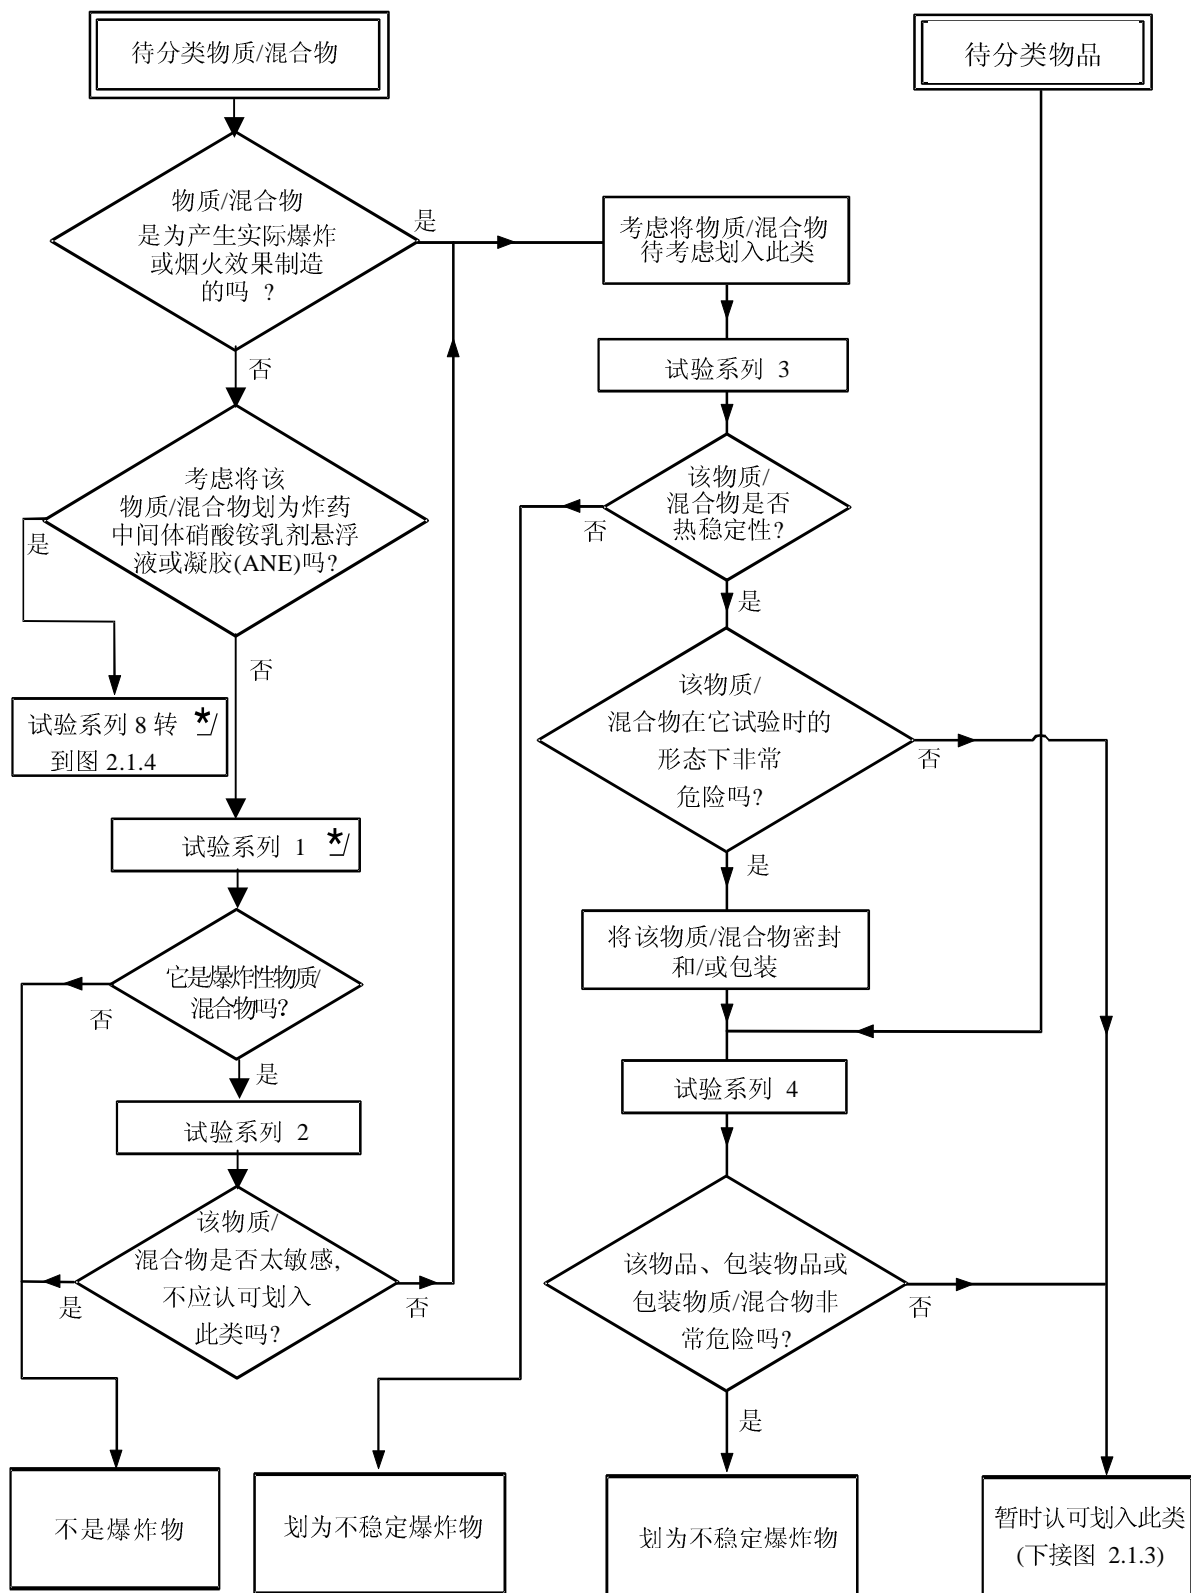 待分类物质/混合物
待分类物品
物质/混合物
是为产生实际爆炸
或烟火效果制造
的吗 ?
是
否
考虑将物质/混合物
待考虑划入此类
试验系列 3
考虑将该
物质/混合物划为炸药
中间体硝酸铵乳剂悬浮
液或凝胶(ANE)吗?
是
否
该物质/
混合物是否
热稳定性?
否
是
试验系列 8 转 */
到图 2.1.4
该物质/
混合物在它试验时的
形态下非常
危险吗?
否
是
试验系列 1 */
它是爆炸性物质/
混合物吗?
否
是
将该物质/混合物密封
和/或包装
试验系列 4
试验系列 2
该物质/
混合物是否太敏感,
不应认可划入
此类吗?
是
否
该物品、包装物品或
包装物质/混合物非
常危险吗?
否
是
不是爆炸物
划为不稳定爆炸物
划为不稳定爆炸物
暂时认可划入此类
(下接图 2.1.3)